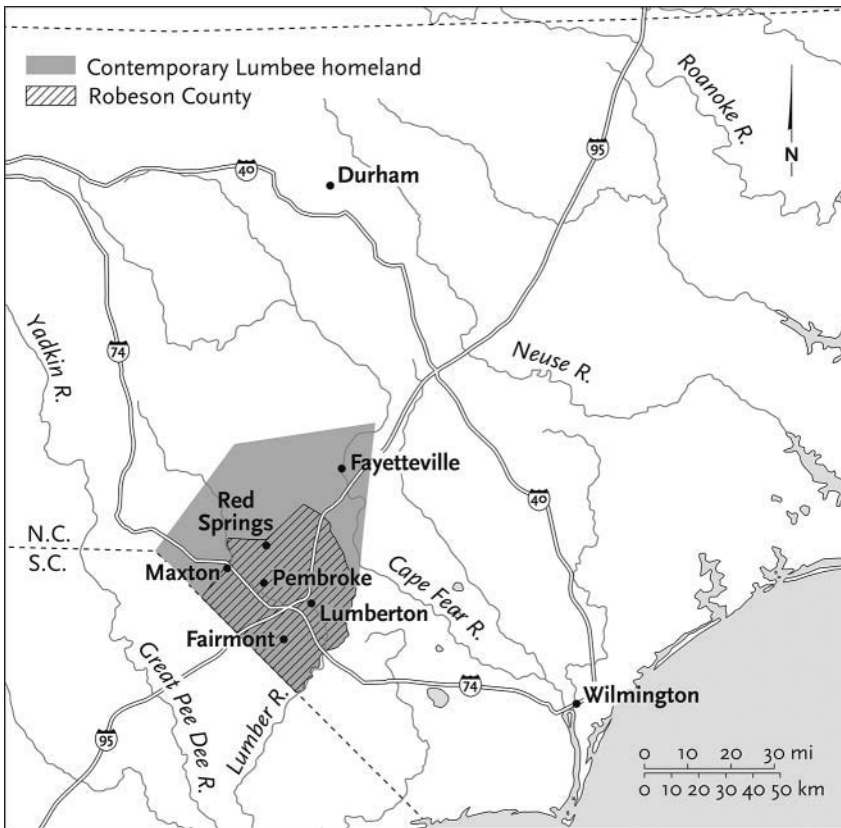 Contemporary Lumbee homeland
Robeson County
Roanoke R.
N
95
40
Durham
Yadkin R.
74
Neuse R.
Fayetteville
Red
Springs
40
N.C.
S.C.
Maxton
Pembroke
Cape Fear R.
Lumberton
Fairmont
Great Pee Dee R.
Lumber R.
74
Wilmington
95
0 10 20 30 mi
0 10 20 30 40 50 km